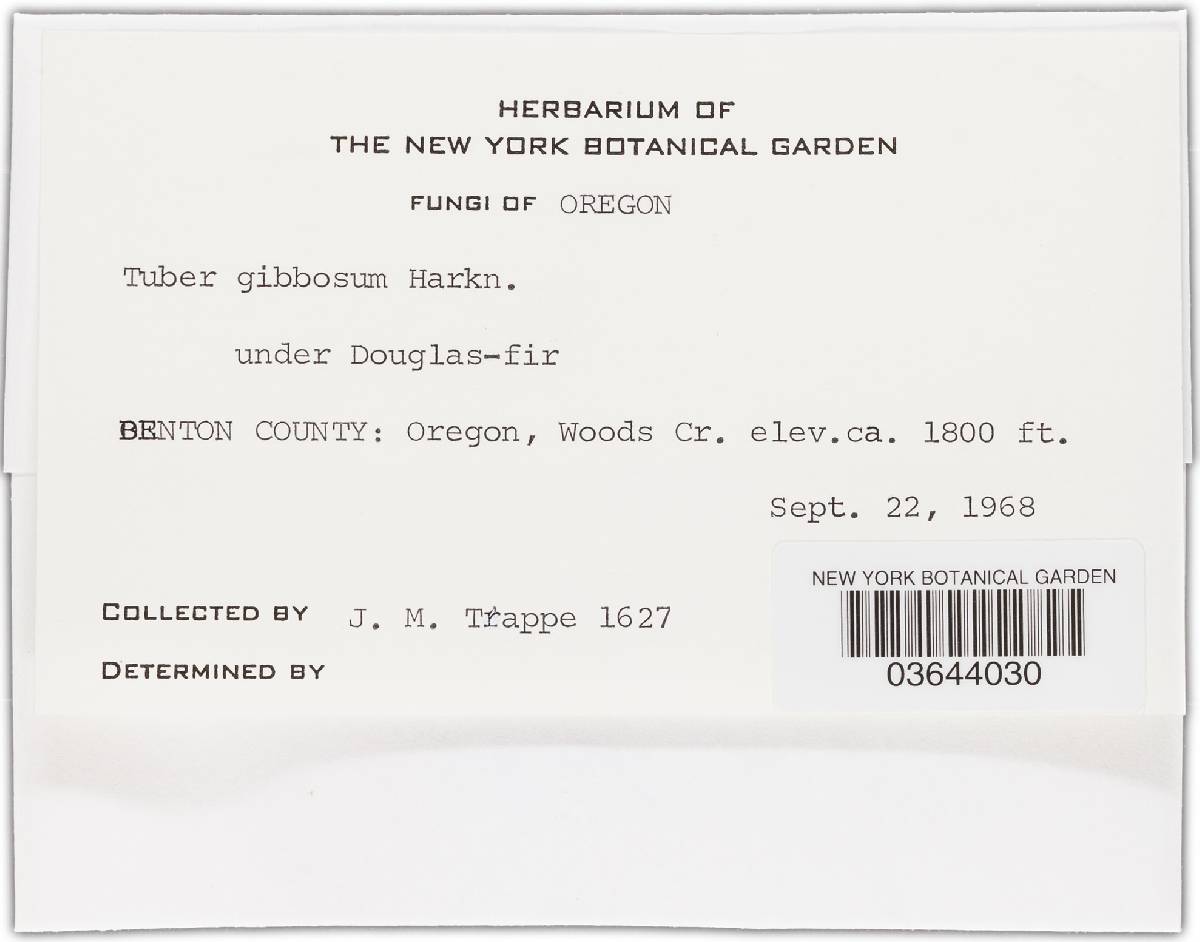 HERBARIUM OF
THE NEW YORK BOTANICAL GARDEN
FUNGI OF OREGON
Tuber gibbosum Harkn.
under Douglas-fir
BENTON COUNTY: Oregon, Woods Cr. elev.ca. 1800 ft.
Sept. 22, 1968
NEW YORK BOTANICAL GARDEN
03644030
COLLECTED BY J. M. Trappe 1627
DETERMINED BY